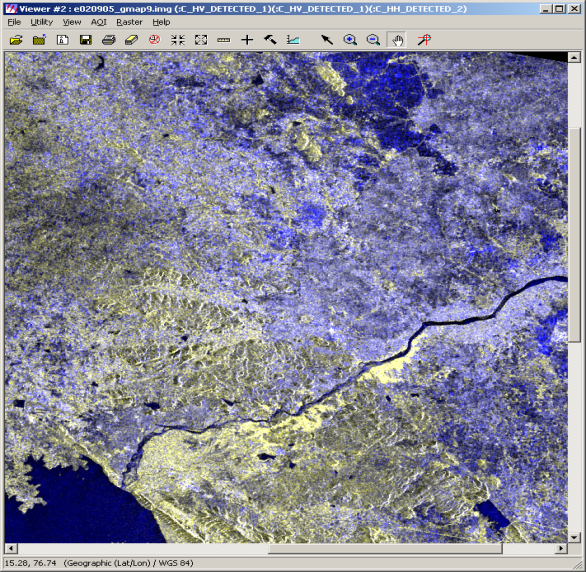 Viewer #2 : e020905_gmap9.img (:C_HV_DETECTED_1)(:C_HV_DETECTED_1)(:C_HH_DETECTED_2)
File Utility View AOI Raster Help
15.28, 76.74 (Geographic (Lat/Lon) / WGS 84)